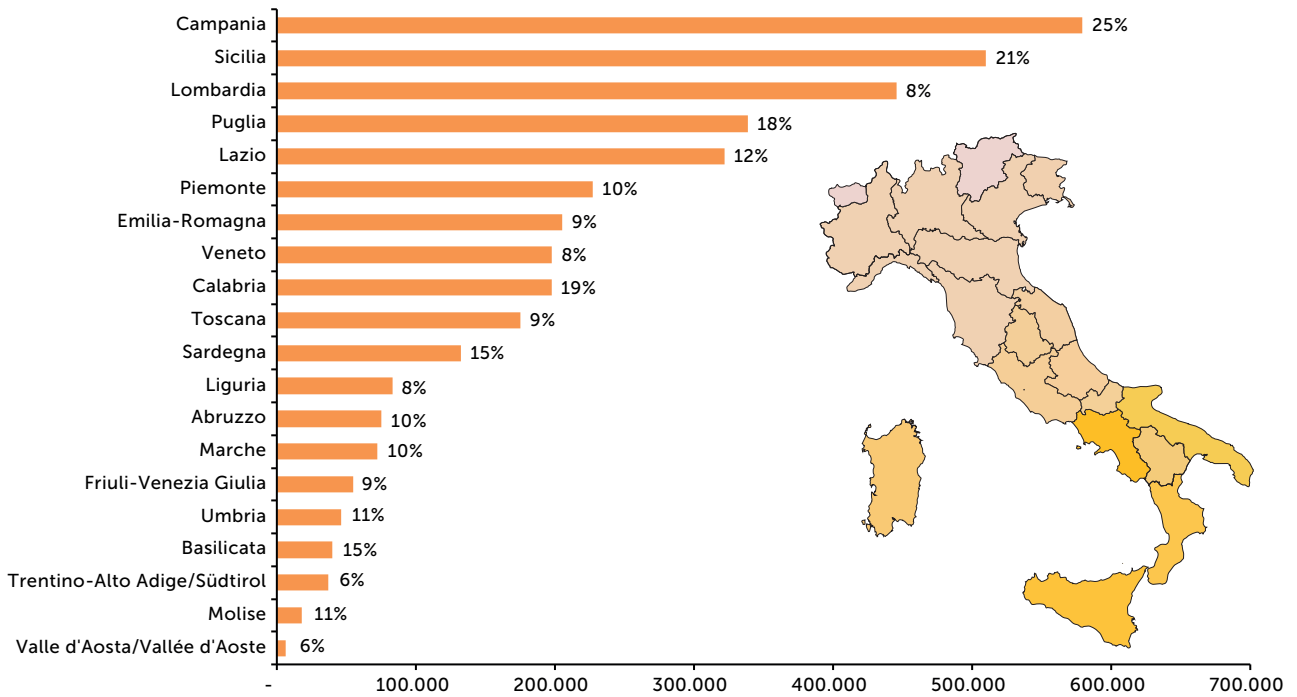 Campania 25%
Sicilia 21%
Lombardia 8%
Puglia 18%
Lazio 12%
Piemonte 10%
Emilia-Romagna 9%
Veneto 8%
Calabria 19%
Toscana 9%
Sardegna 15%
Liguria 8%
Abruzzo 10%
Marche 10%
Friuli-Venezia Giulia 9%
Umbria 11%
Basilicata 15%
Trentino-Alto Adige/Südtirol 6%
Molise 11%
Valle d'Aosta/Vallée d'Aoste 6%
- 100.000 200.000 300.000 400.000 500.000 600.000 700.000